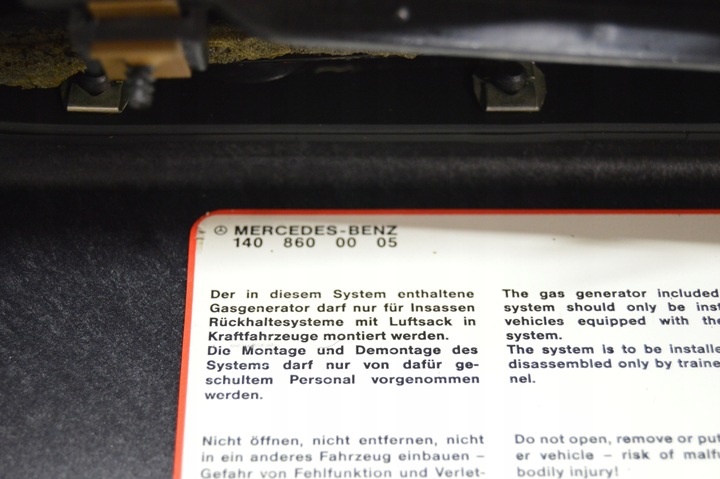 MERCEDES-BENZ
140 860 00 05
Der in diesem System enthaltene
Gasgenerator darf nur für Insassen
Rückhaltesysteme mit Luftsack in
Kraftfahrzeuge montiert werden.
Die Montage und Demontage des
Systems darf nur von dafür ge-
schultem Personal vorgenommen
werden.
The gas generator included
system should only be inst
vehicles equipped with the
system.
The system is to be installe
disassembled only by traine
nel.
Nicht öffnen, nicht entfernen, nicht
in ein anderes Fahrzeug einbauen –
Gefahr von Fehlfunktion und Verlet-
Do not open, remove or put
er vehicle – risk of malf
bodily injury!